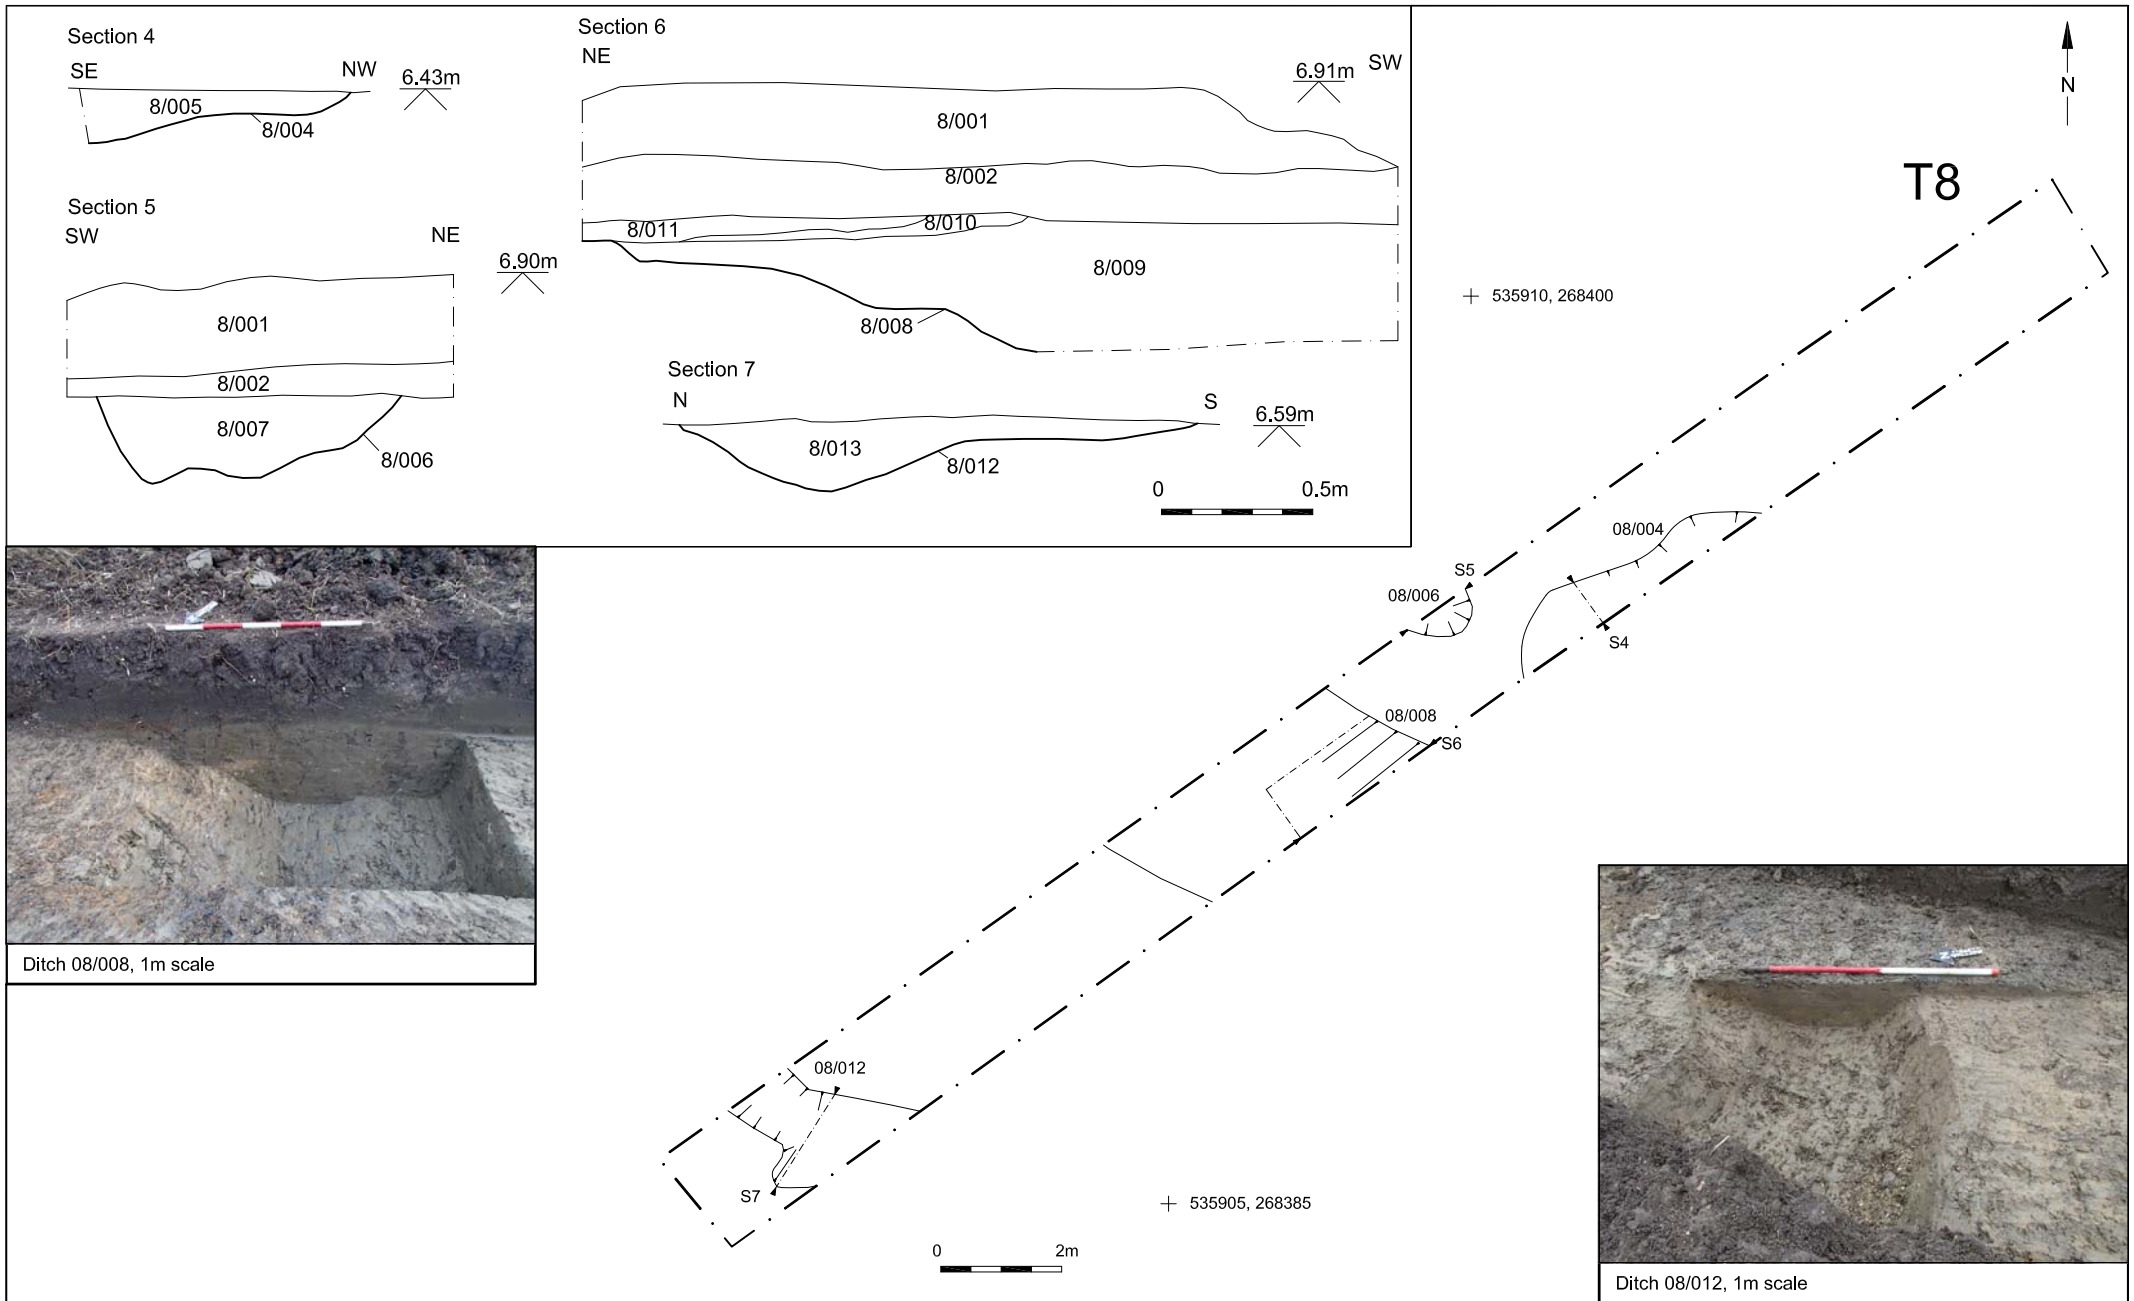 Section 4
SE NW 6.43m
8/005
8/004
Section 5
SW NE 6.90m
8/001
8/002
8/007
8/006
Section 6
NE 6.91m SW
8/001
8/002
8/011 8/010
8/009
8/008
Section 7
N S 6.59m
8/013
8/012
0 0.5m
N
T8
535910, 268400
08/004
S5
08/006
S4
08/008
S6
08/012
S7
535905, 268385
0 2m
Ditch 08/008, 1m scale
Ditch 08/012, 1m scale